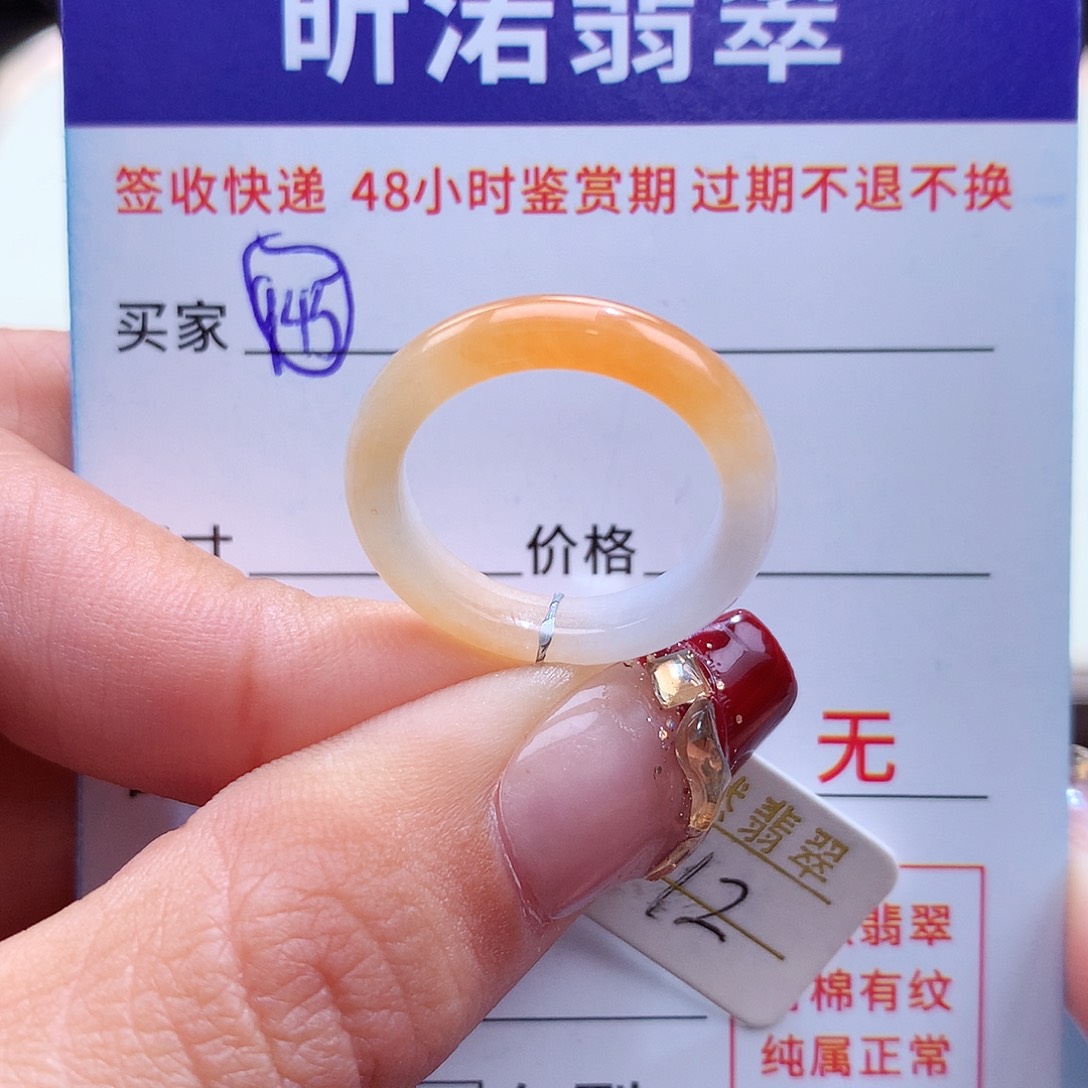 昕渃翡翠
签收快递 48小时鉴赏期 过期不退不换
买家 145
寸 价格
无
翡翠
12
翡翠
棉有纹
纯属正常